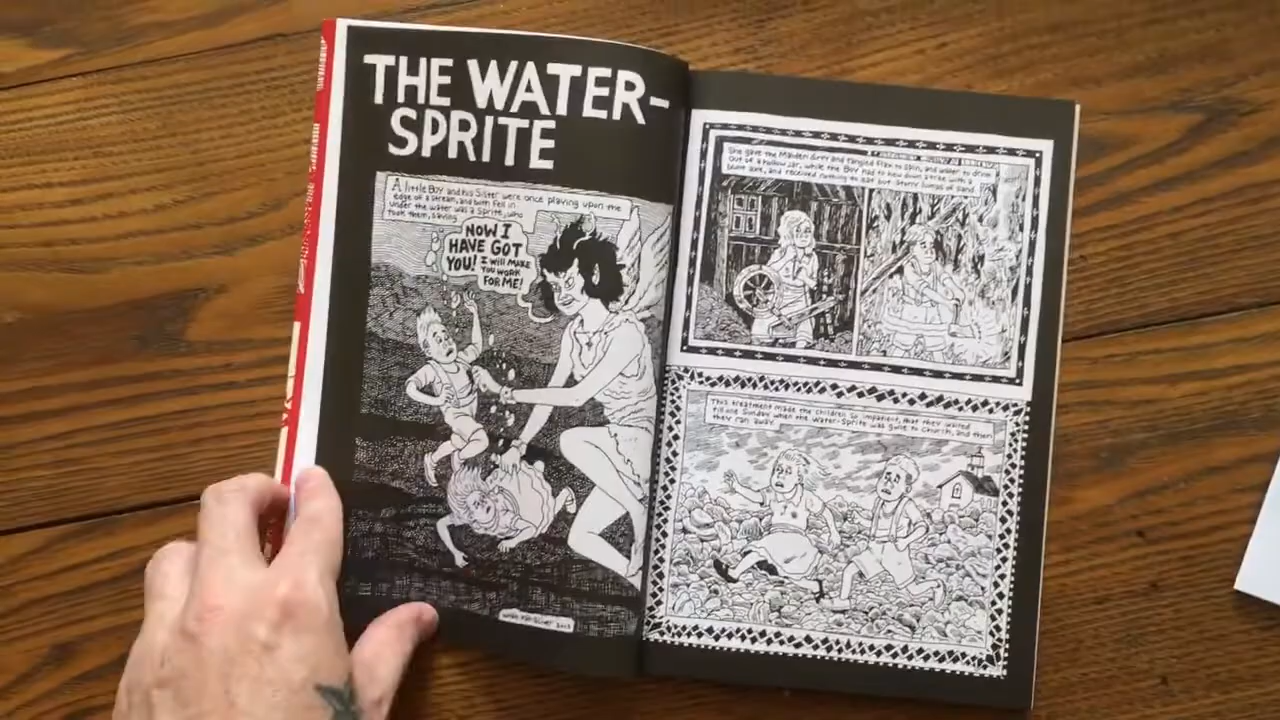 THE WATER-
SPRITE
A little Boy and his Sister were once playing upon the
edge of a stream, and both fell in.
Under the water was a Sprite, who
took them, saying
NOW I
HAVE GOT
YOU! I WILL MAKE
YOU WORK
FOR ME!
She gave the Maiden dirty and tangled Flax to spin, and water to drink
out of a hollow jar, while the Boy had to hew down a tree with a
blunt axe, and received nothing to eat but stony lumps of sand.
This treatment made the children so impatient, that they waited
till one Sunday when the Water-Sprite was gone to Church, and then
they ran away.